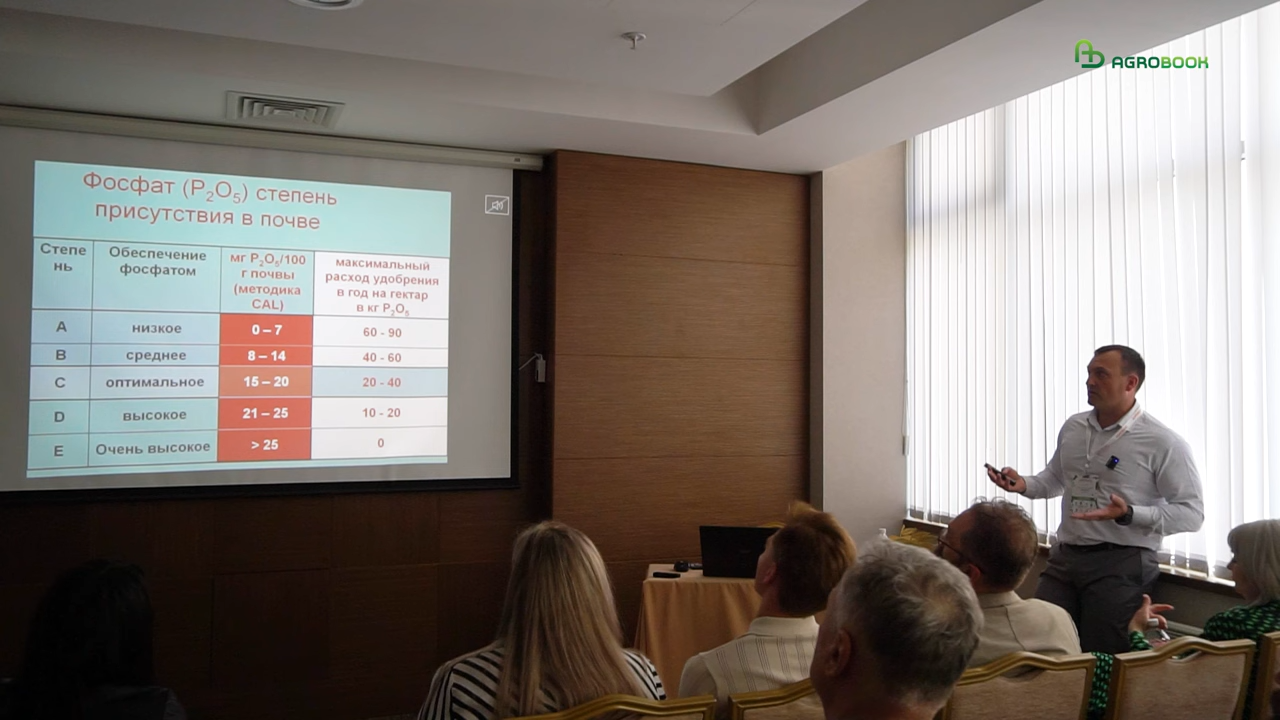 AGROBOOK
Фосфат (P₂O₅) степень
присутствия в почве
Степе
нь
Обеспечение
фосфатом
мг P₂O₅/100
г почвы
(методика
CAL)
максимальный
расход удобрения
в год на гектар
в кг P₂O₅
A низкое 0 – 7 60 - 90
B среднее 8 – 14 40 - 60
C оптимальное 15 – 20 20 - 40
D высокое 21 – 25 10 - 20
E Очень высокое > 25 0